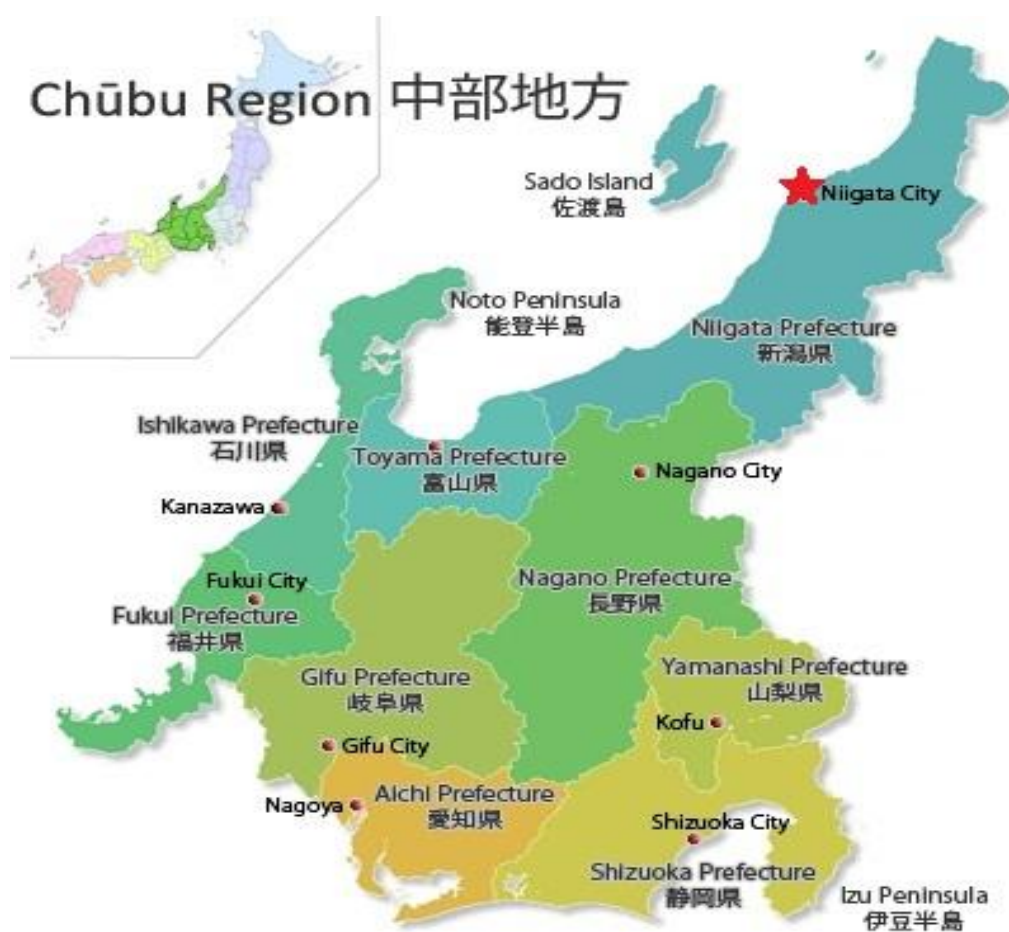 Chūbu Region 中部地方
Sado Island
佐渡島
Niigata City
Noto Peninsula
能登半島
Niigata Prefecture
新潟県
Ishikawa Prefecture
石川県
Toyama Prefecture
富山県
Nagano City
Kanazawa
Fukui City
Nagano Prefecture
長野県
Fukui Prefecture
福井県
Gifu Prefecture
岐阜県
Yamanashi Prefecture
山梨県
Kofu
Gifu City
Nagoya
Aichi Prefecture
愛知県
Shizuoka City
Shizuoka Prefecture
静岡県
Izu Peninsula
伊豆半島